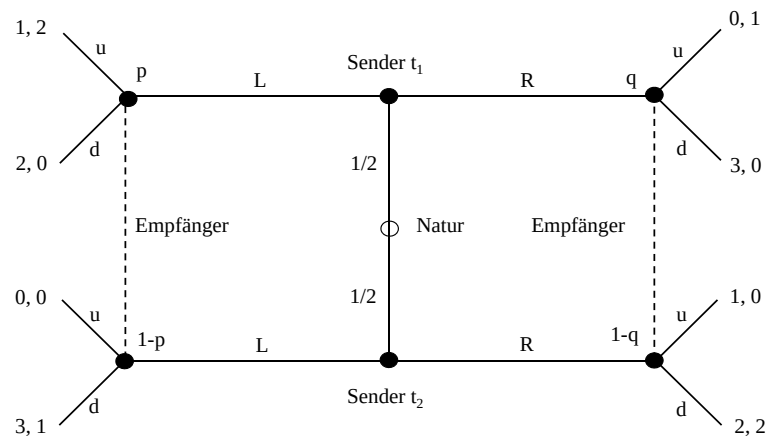 0, 1
1, 2
u
u
Sender t₁
p
L
R
q
d
d
2, 0
1/2
3, 0
Empfänger
Natur
Empfänger
0, 0
1/2
1, 0
u
u
1-p
L
R
1-q
Sender t₂
d
d
3, 1
2, 2